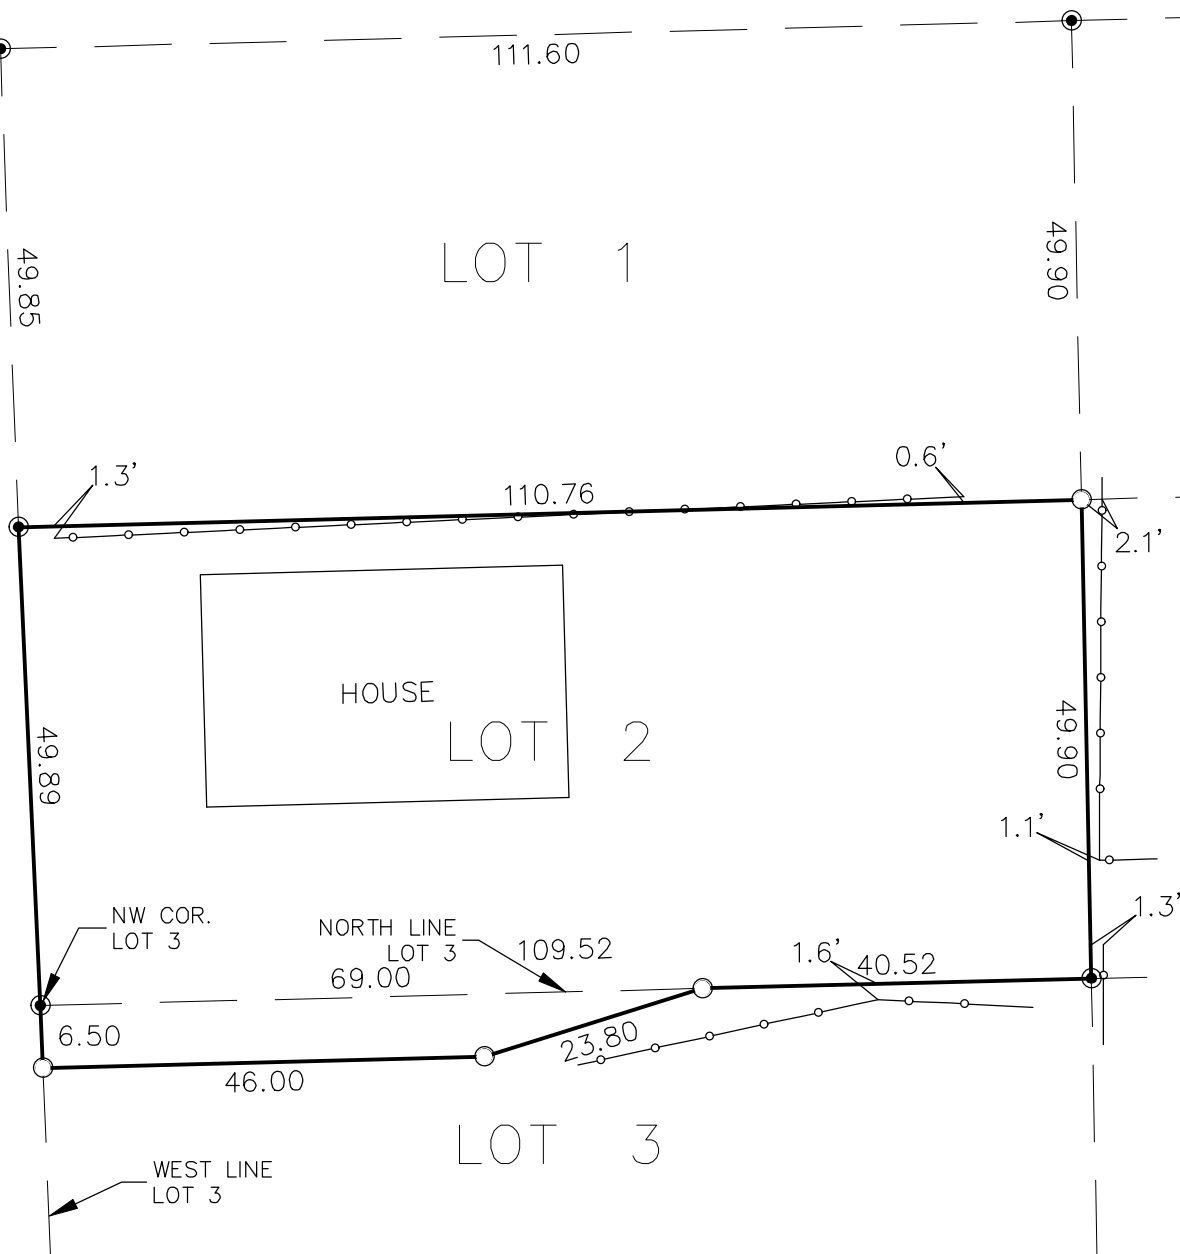 111.60
49.85
LOT 1
49.90
1.3’
110.76
0.6’
2.1’
HOUSE
LOT 2
49.89
49.90
1.1’
NW COR.
LOT 3
NORTH LINE
LOT 3
109.52
69.00
1.6’
40.52
1.3’
6.50
46.00
23.80
LOT 3
WEST LINE
LOT 3